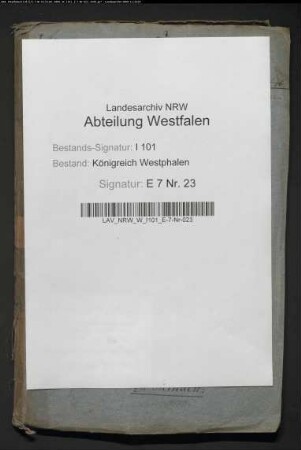 Landesarchiv NRW
Abteilung Westfalen
Bestands-Signatur: I 101
Bestand: Königreich Westphalen
Signatur: E 7 Nr. 23
LAV_NRW_W_I101_E-7-Nr-023